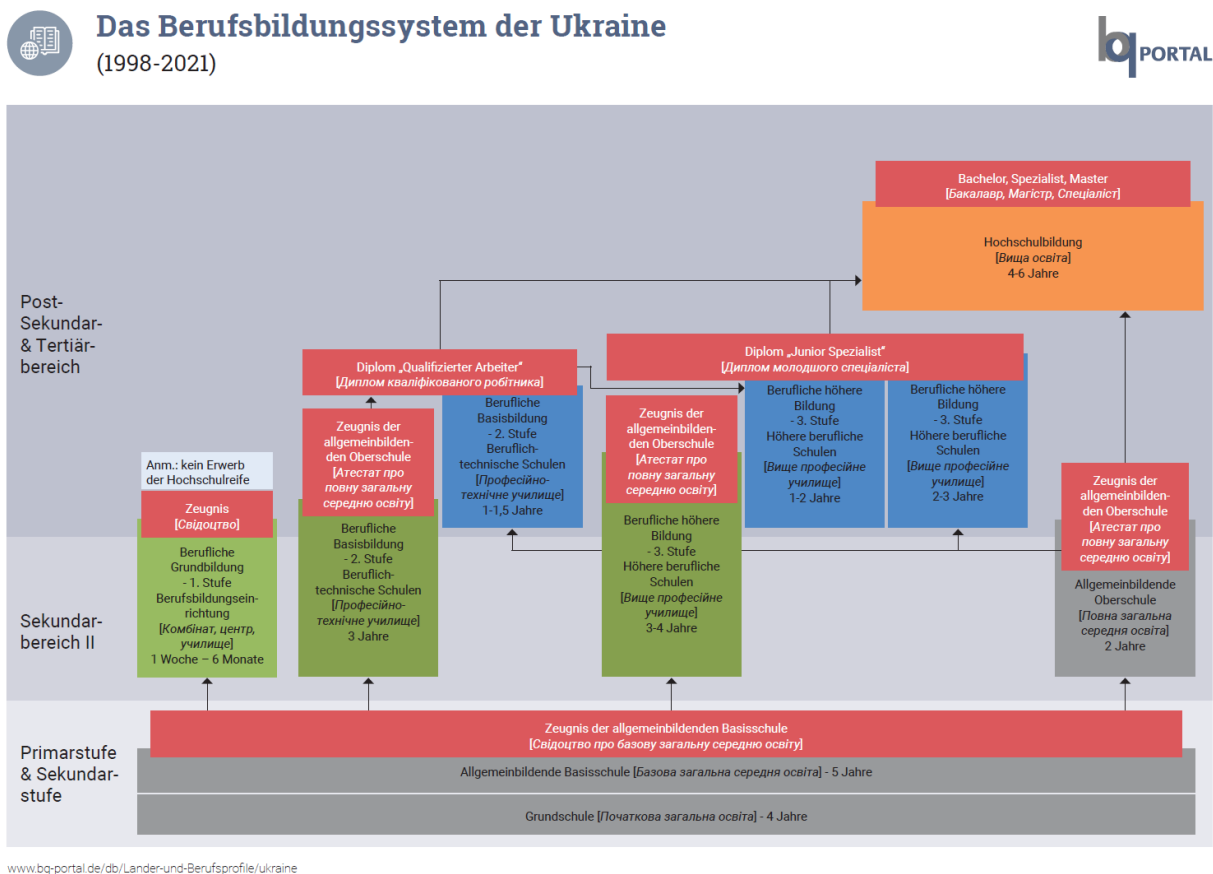 Das Berufsbildungssystem der Ukraine
(1998-2021)
bq PORTAL
Post-
Sekundar-
& Tertiär-
bereich
Bachelor, Spezialist, Master
[Бакалавр, Магістр, Спеціаліст]
Hochschulbildung
[Вища освіта]
4-6 Jahre
Diplom „Qualifizierter Arbeiter“
[Диплом кваліфікованого робітника]
Diplom „Junior Spezialist“
[Диплом молодшого спеціаліста]
Anm.: kein Erwerb
der Hochschulreife
Zeugnis
[Свідоцтво]
Berufliche
Grundbildung
- 1. Stufe
Berufsbildungsein-
richtung
[Комбінат, центр,
училище]
1 Woche – 6 Monate
Zeugnis der
allgemeinbilden-
den Oberschule
[Атестат про
повну загальну
середню освіту]
Berufliche
Basisbildung
- 2. Stufe
Beruflich-
technische Schulen
[Професійно-
технічне училище]
3 Jahre
Berufliche
Basisbildung
- 2. Stufe
Beruflich-
technische Schulen
[Професійно-
технічне училище]
1-1,5 Jahre
Zeugnis der
allgemeinbilden-
den Oberschule
[Атестат про
повну загальну
середню освіту]
Berufliche höhere
Bildung
- 3. Stufe
Höhere berufliche
Schulen
[Вище професійне
училище]
3-4 Jahre
Berufliche höhere
Bildung
- 3. Stufe
Höhere berufliche
Schulen
[Вище професійне
училище]
1-2 Jahre
Berufliche höhere
Bildung
- 3. Stufe
Höhere berufliche
Schulen
[Вище професійне
училище]
2-3 Jahre
Zeugnis der
allgemeinbilden-
den Oberschule
[Атестат про
повну загальну
середню освіту]
Allgemeinbildende
Oberschule
[Повна загальна
середня освіта]
2 Jahre
Sekundar-
bereich II
Primarstufe
& Sekundar-
stufe
Zeugnis der allgemeinbildenden Basisschule
[Свідоцтво про базову загальну середню освіту]
Allgemeinbildende Basisschule [Базова загальна середня освіта] - 5 Jahre
Grundschule [Початкова загальна освіта] - 4 Jahre
www.bq-portal.de/db/Lander-und-Berufsprofile/ukraine